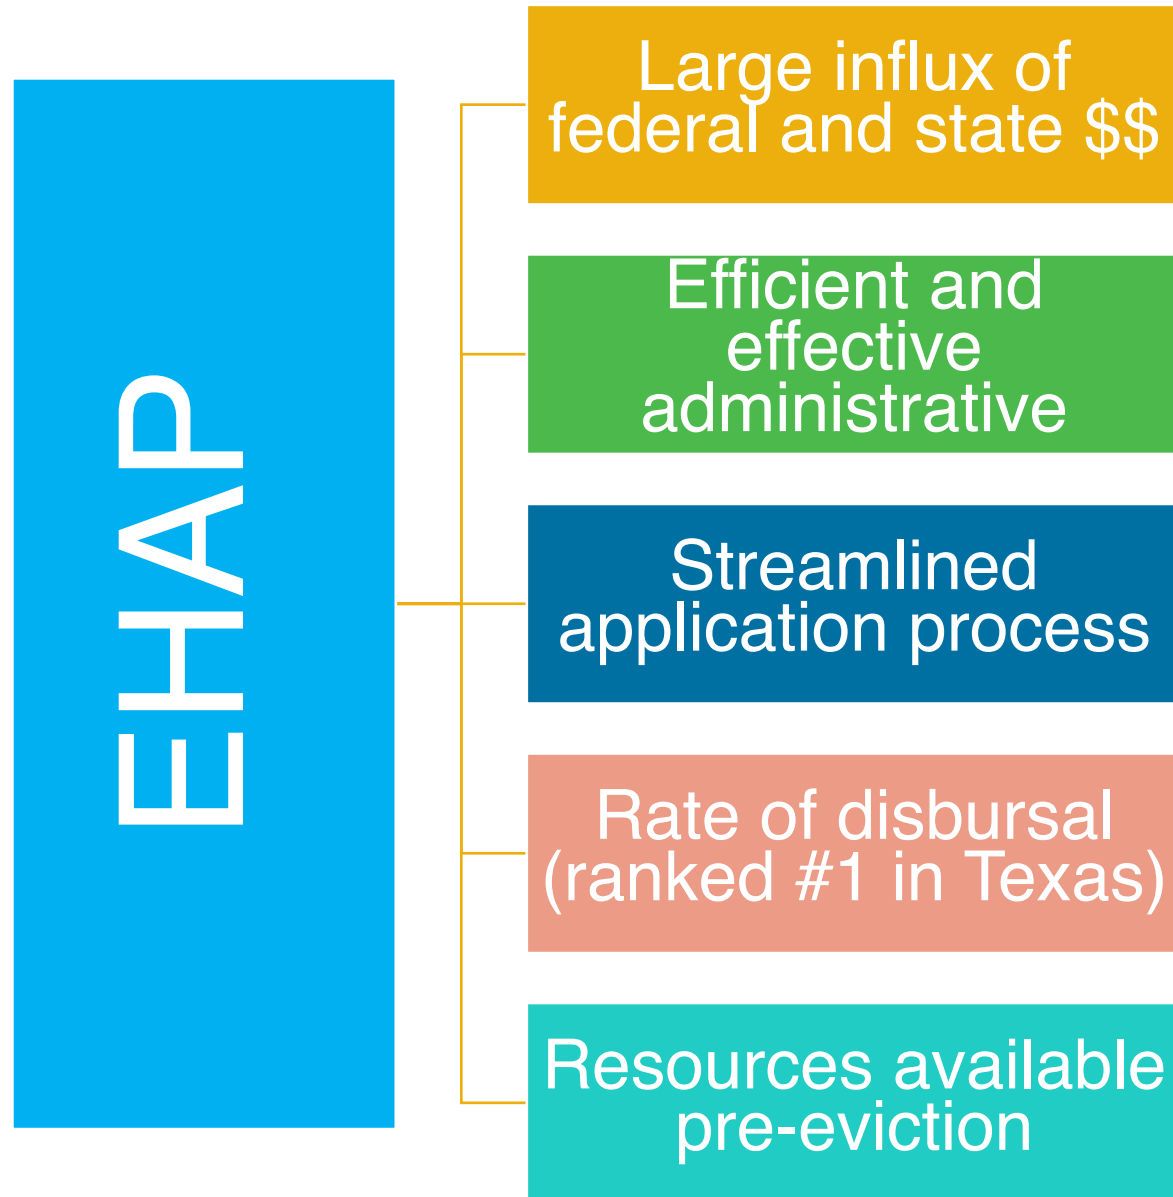 EHAP
Large influx of
federal and state $$
Efficient and
effective
administrative
Streamlined
application process
Rate of disbursal
(ranked #1 in Texas)
Resources available
pre-eviction